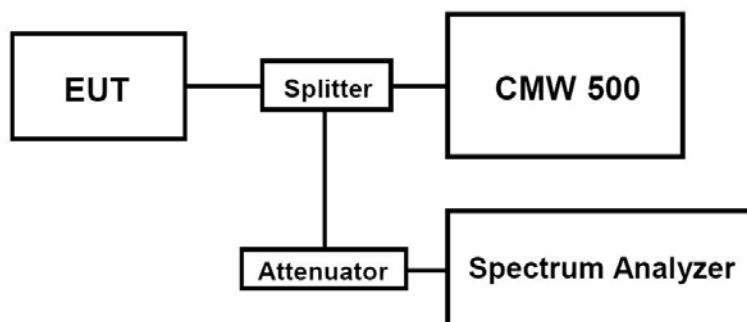 EUT
Splitter
CMW 500
Attenuator
Spectrum Analyzer